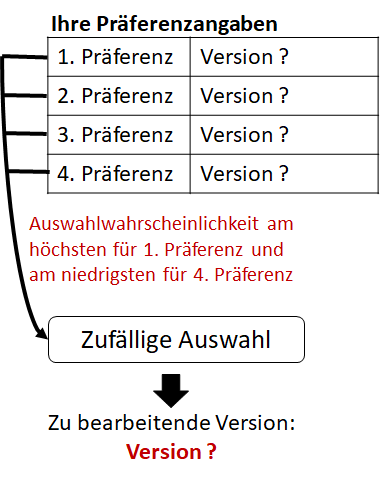 Ihre Präferenzangaben
1. Präferenz Version ?
2. Präferenz Version ?
3. Präferenz Version ?
4. Präferenz Version ?
Auswahlwahrscheinlichkeit am
höchsten für 1. Präferenz und
am niedrigsten für 4. Präferenz
Zufällige Auswahl
Zu bearbeitende Version:
Version ?